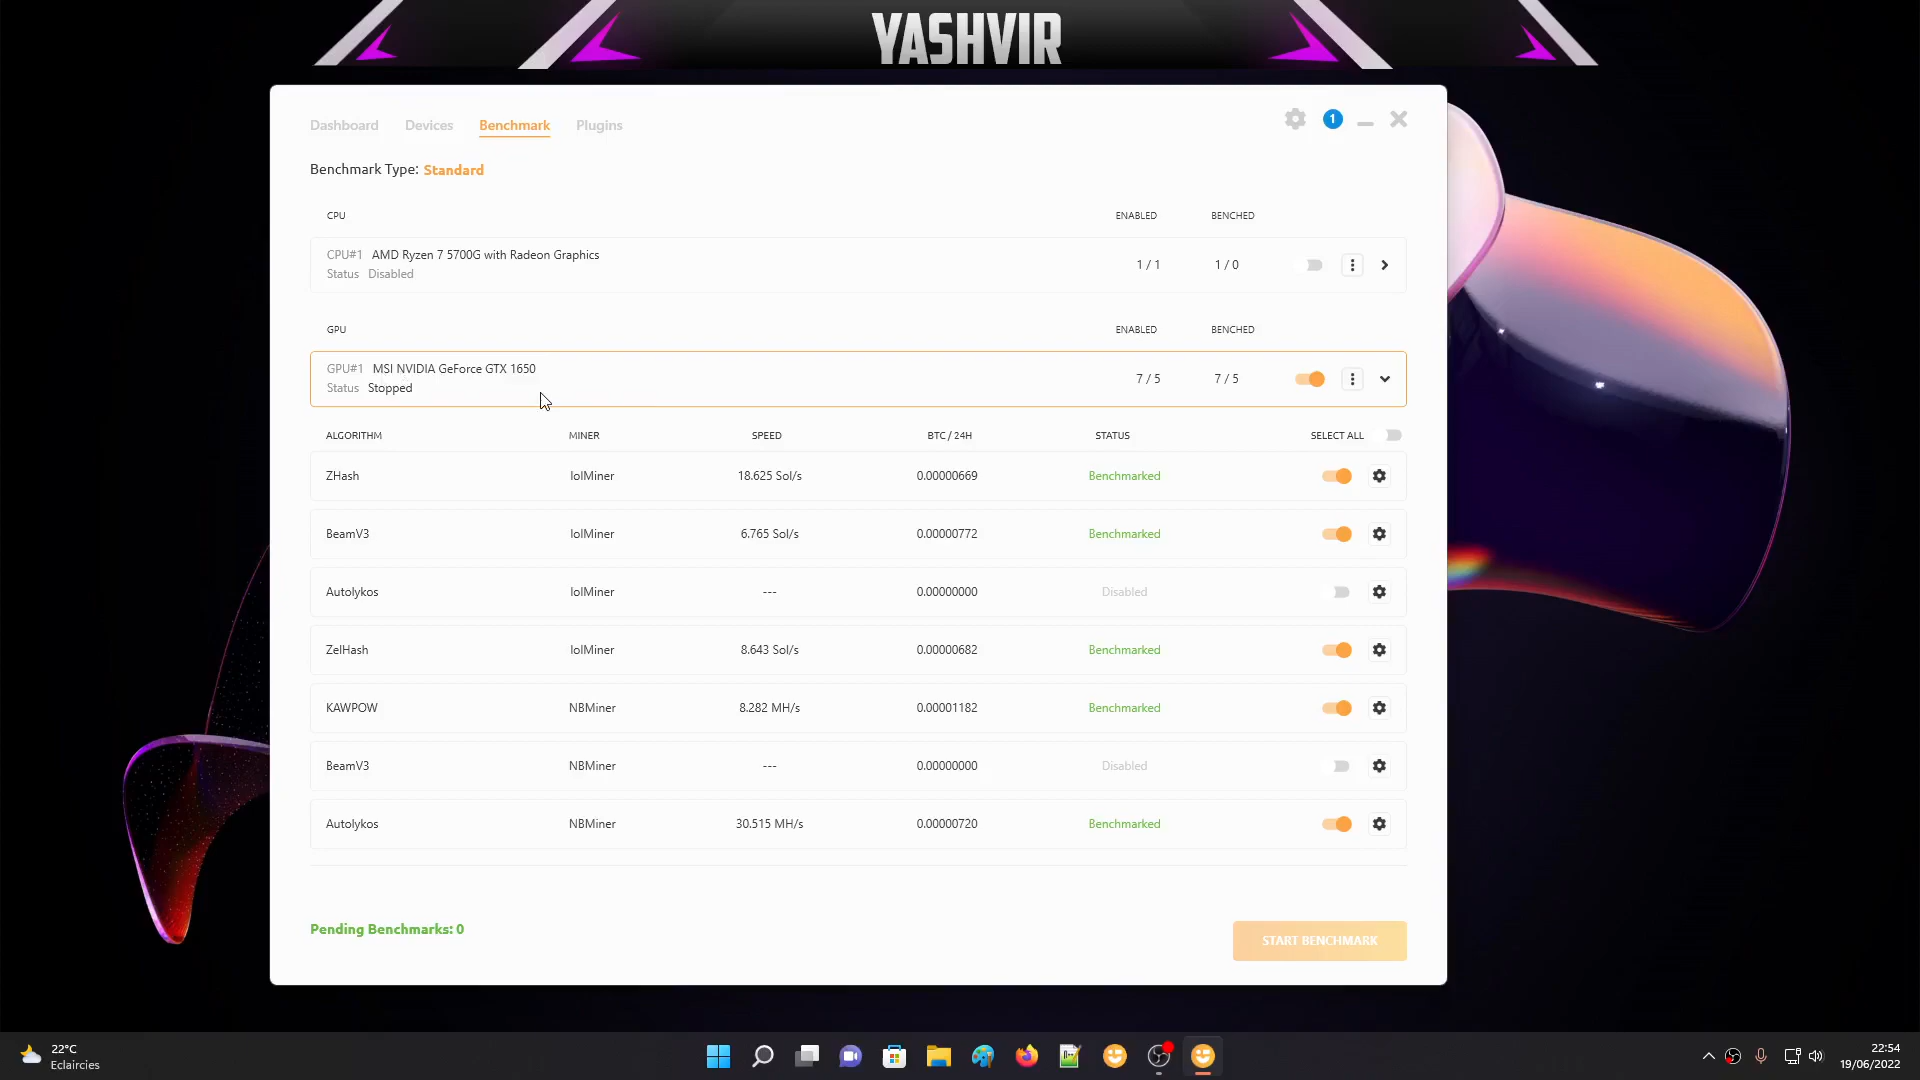 YASHVIR
Dashboard Devices Benchmark Plugins 1
Benchmark Type: Standard
CPU ENABLED BENCHED
CPU#1 AMD Ryzen 7 5700G with Radeon Graphics 1 / 1 1 / 0
Status Disabled
GPU ENABLED BENCHED
GPU#1 MSI NVIDIA GeForce GTX 1650 7 / 5 7 / 5
Status Stopped
ALGORITHM MINER SPEED BTC / 24H STATUS SELECT ALL
ZHash lolMiner 18.625 Sol/s 0.00000669 Benchmarked
BeamV3 lolMiner 6.765 Sol/s 0.00000772 Benchmarked
Autolykos lolMiner --- 0.00000000 Disabled
ZelHash lolMiner 8.643 Sol/s 0.00000682 Benchmarked
KAWPOW NBMiner 8.282 MH/s 0.00001182 Benchmarked
BeamV3 NBMiner --- 0.00000000 Disabled
Autolykos NBMiner 30.515 MH/s 0.00000720 Benchmarked
Pending Benchmarks: 0
START BENCHMARK
22°C
Eclaircies
22:54
19/06/2022